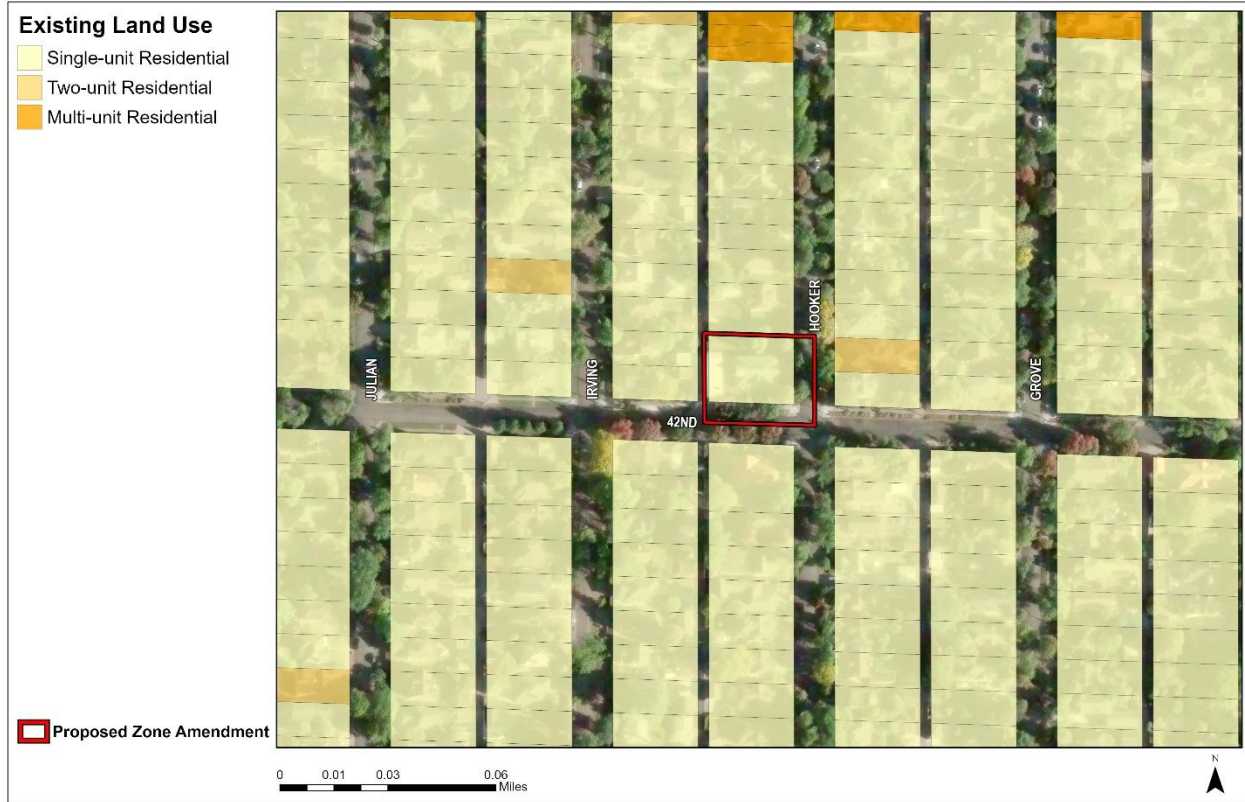 Existing Land Use
Single-unit Residential
Two-unit Residential
Multi-unit Residential
JULIAN
IRVING
HOOKER
GROVE
42ND
Proposed Zone Amendment
0 0.01 0.03 0.06
Miles
N